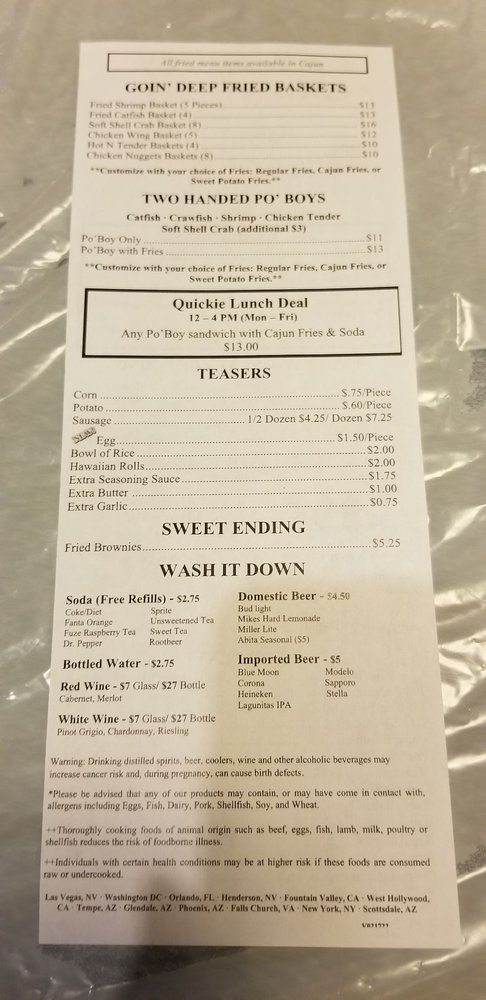 All fried menu items available in Cajun
GOIN' DEEP FRIED BASKETS
Fried Shrimp Basket (5 Pieces) $13
Fried Catfish Basket (4) $13
Soft Shell Crab Basket (8) $16
Chicken Wing Basket (5) $12
Hot N Tender Baskets (4) $10
Chicken Nuggets Baskets (8) $10
**Customize with your choice of Fries: Regular Fries, Cajun Fries, or
Sweet Potato Fries.**
TWO HANDED PO' BOYS
Catfish · Crawfish · Shrimp · Chicken Tender
Soft Shell Crab (additional $3)
Po'Boy Only $11
Po'Boy with Fries $13
**Customize with your choice of Fries: Regular Fries, Cajun Fries, or
Sweet Potato Fries.**
Quickie Lunch Deal
12 – 4 PM (Mon – Fri)
Any Po'Boy sandwich with Cajun Fries & Soda
$13.00
TEASERS
Corn $.75/Piece
Potato $.60/Piece
Sausage 1/2 Dozen $4.25/ Dozen $7.25
NEW Egg $1.50/Piece
Bowl of Rice $2.00
Hawaiian Rolls $2.00
Extra Seasoning Sauce $1.75
Extra Butter $1.00
Extra Garlic $0.75
SWEET ENDING
Fried Brownies $5.25
WASH IT DOWN
Soda (Free Refills) - $2.75
Coke/Diet Sprite
Fanta Orange Unsweetened Tea
Fuze Raspberry Tea Sweet Tea
Dr. Pepper Rootbeer
Bottled Water - $2.75
Red Wine - $7 Glass/ $27 Bottle
Cabernet, Merlot
White Wine - $7 Glass/ $27 Bottle
Pinot Grigio, Chardonnay, Riesling
Domestic Beer - $4.50
Bud light
Mikes Hard Lemonade
Miller Lite
Abita Seasonal ($5)
Imported Beer - $5
Blue Moon Modelo
Corona Sapporo
Heineken Stella
Lagunitas IPA
Warning: Drinking distilled spirits, beer, coolers, wine and other alcoholic beverages may
increase cancer risk and, during pregnancy, can cause birth defects.
*Please be advised that any of our products may contain, or may have come in contact with,
allergens including Eggs, Fish, Dairy, Pork, Shellfish, Soy, and Wheat.
++Thoroughly cooking foods of animal origin such as beef, eggs, fish, lamb, milk, poultry or
shellfish reduces the risk of foodborne illness.
++Individuals with certain health conditions may be at higher risk if these foods are consumed
raw or undercooked.
Las Vegas, NV · Washington DC · Orlando, FL · Henderson, NV · Fountain Valley, CA · West Hollywood,
CA · Tempe, AZ · Glendale, AZ · Phoenix, AZ · Falls Church, VA · New York, NY · Scottsdale, AZ